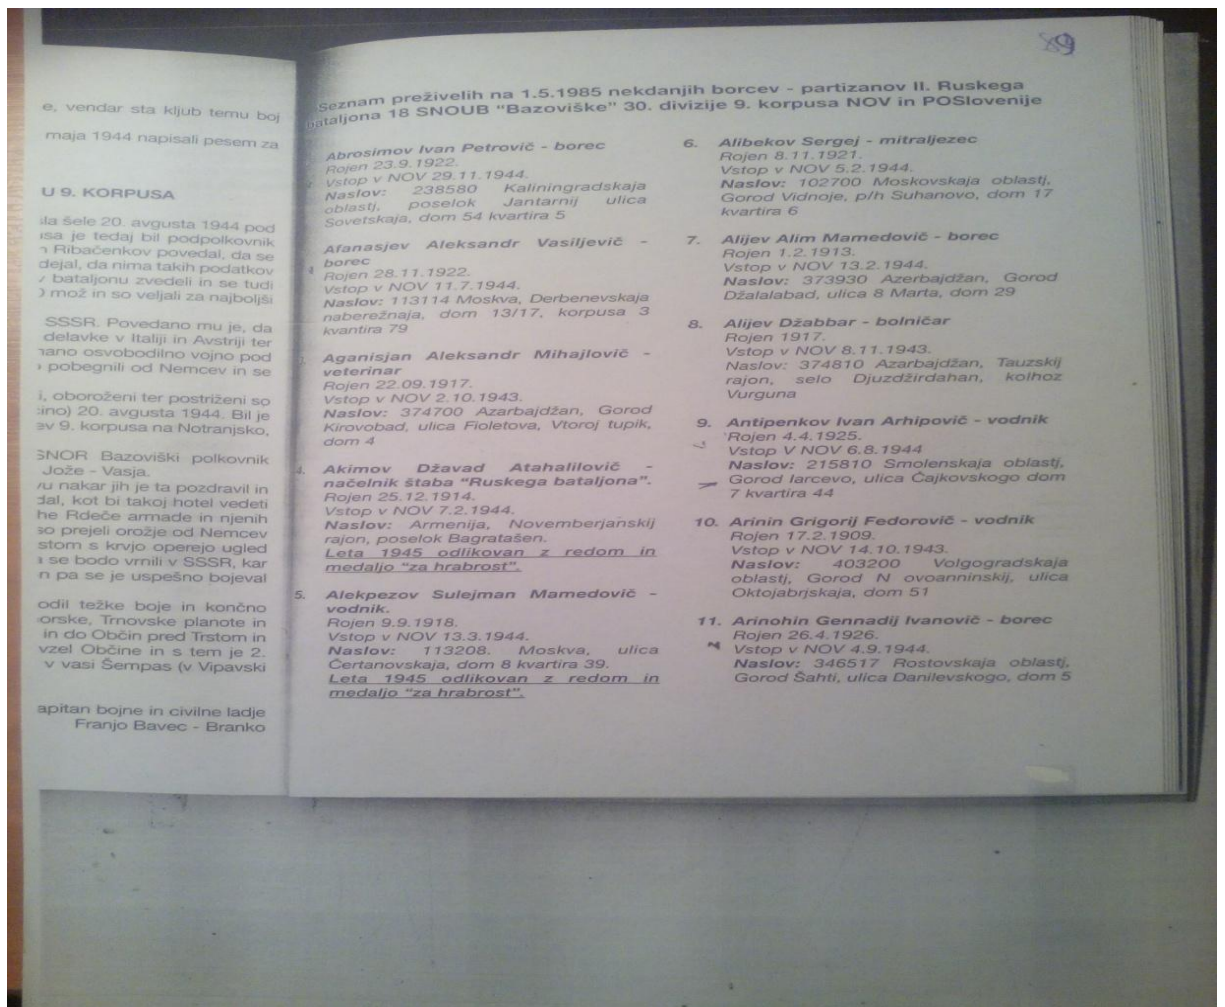 e, vendar sta kljub temu boj
maja 1944 napisali pesem za
U 9. KORPUSA
la šele 20. avgusta 1944 pod
sa je tedaj bil podpolkovnik
Ribačenkov povedal, da se
dejal, da nima takih podatkov
bataljonu zvedeli in se tudi
mož in so veljali za najboljši
SSSR. Povedano mu je, da
delavke v Italiji in Avstriji ter
nano osvobodilno vojno pod
pobegnili od Nemcev in se
i, oboroženi ter postriženi so
ino) 20. avgusta 1944. Bil je
ev 9. korpusa na Notranjsko,
SNOR Bazoviški polkovnik
Jože - Vasja.
u nakar jih je ta pozdravil in
dal, kot bi takoj hotel vedeti
he Rdeče armade in njenih
so prejeli orožje od Nemcev
stom s krvjo operejo ugled
se bodo vrnili v SSSR, kar
n pa se je uspešno bojeval
odil težke boje in končno
orske, Trnovske planote in
in do Občin pred Trstom in
vzel Občine in s tem je 2.
v vasi Šempas (v Vipavski
apitan bojne in civilne ladje
Franjo Bavec - Branko
89
Seznam preživelih na 1.5.1985 nekdanjih borcev - partizanov II. Ruskega
bataljona 18 SNOUB "Bazoviške" 30. divizije 9. korpusa NOV in POSlovenije
Abrosimov Ivan Petrovič - borec
Rojen 23.9.1922.
Vstop v NOV 29.11.1944.
Naslov: 238580 Kaliningradskaja
oblastj, poselok Jantarnij ulica
Sovetskaja, dom 54 kvartira 5
Afanasjev Aleksandr Vasiljevič -
borec
Rojen 28.11.1922.
Vstop v NOV 11.7.1944.
Naslov: 113114 Moskva, Derbenevskaja
naberežnaja, dom 13/17, korpusa 3
kvantira 79
3. Aganisjan Aleksandr Mihajlovič -
veterinar
Rojen 22.09.1917.
Vstop v NOV 2.10.1943.
Naslov: 374700 Azarbajdžan, Gorod
Kirovobad, ulica Fioletova, Vtoroj tupik,
dom 4
4. Akimov Džavad Atahalilovič -
načelnik štaba "Ruskega bataljona".
Rojen 25.12.1914.
Vstop v NOV 7.2.1944.
Naslov: Armenija, Novemberjanskij
rajon, poselok Bagratašen.
Leta 1945 odlikovan z redom in
medaljo "za hrabrost".
5. Alekpezov Sulejman Mamedovič -
vodnik.
Rojen 9.9.1918.
Vstop v NOV 13.3.1944.
Naslov: 113208. Moskva, ulica
Čertanovskaja, dom 8 kvartira 39.
Leta 1945 odlikovan z redom in
medaljo "za hrabrost".
6. Alibekov Sergej - mitraljezec
Rojen 8.11.1921.
Vstop v NOV 5.2.1944.
Naslov: 102700 Moskovskaja oblastj,
Gorod Vidnoje, p/h Suhanovo, dom 17
kvartira 6
7. Alijev Alim Mamedovič - borec
Rojen 1.2.1913.
Vstop v NOV 13.2.1944.
Naslov: 373930 Azerbajdžan, Gorod
Džalalabad, ulica 8 Marta, dom 29
8. Alijev Džabbar - bolničar
Rojen 1917.
Vstop v NOV 8.11.1943.
Naslov: 374810 Azarbajdžan, Tauzskij
rajon, selo Djuzdžirdahan, kolhoz
Vurguna
9. Antipenkov Ivan Arhipovič - vodnik
Rojen 4.4.1925.
Vstop V NOV 6.8.1944
Naslov: 215810 Smolenskaja oblastj,
Gorod Iarcevo, ulica Čajkovskogo dom
7 kvartira 44
10. Arinin Grigorij Fedorovič - vodnik
Rojen 17.2.1909.
Vstop v NOV 14.10.1943.
Naslov: 403200 Volgogradskaja
oblastj, Gorod N ovoanninskij, ulica
Oktojabrjskaja, dom 51
11. Arinohin Gennadij Ivanovič - borec
Rojen 26.4.1926.
Vstop v NOV 4.9.1944.
Naslov: 346517 Rostovskaja oblastj,
Gorod Šahti, ulica Danilevskogo, dom 5